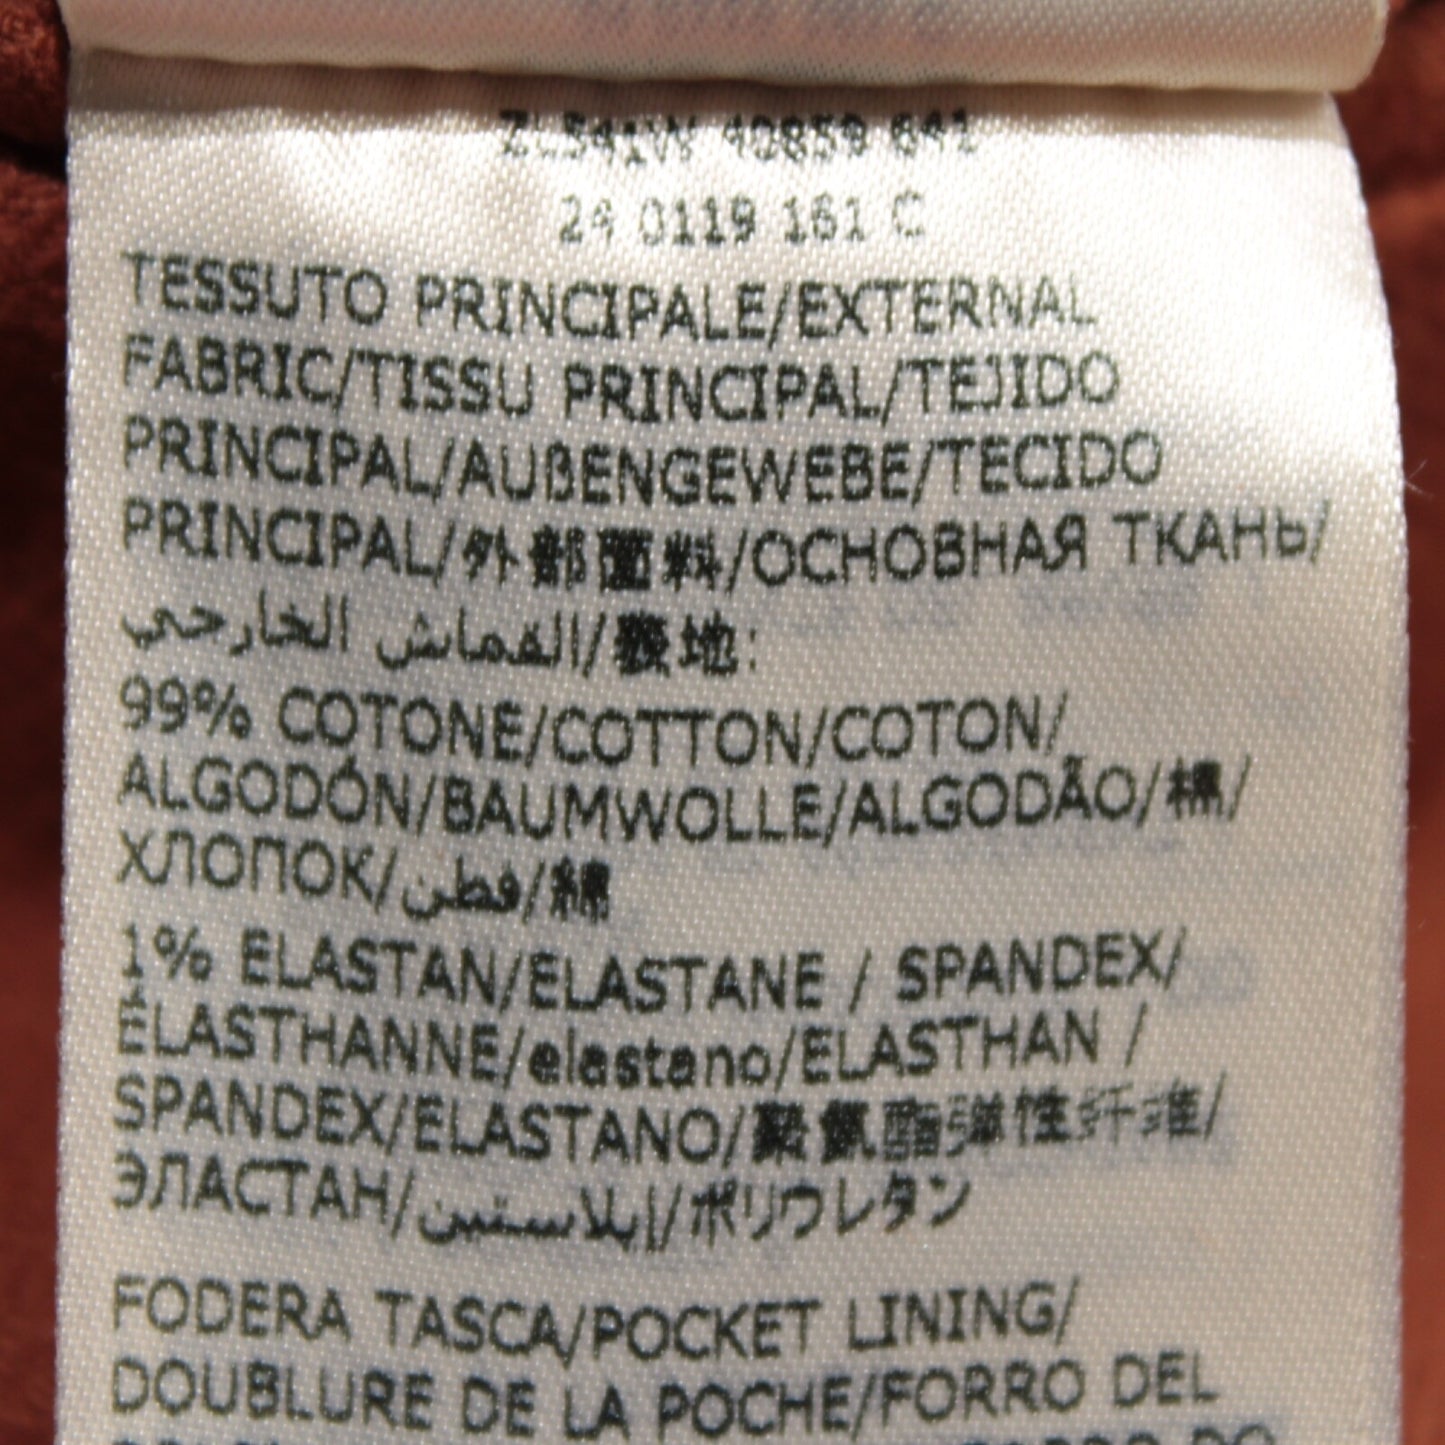 40859 641
24 0119 161 C
TESSUTO PRINCIPALE/EXTERNAL
FABRIC/TISSU PRINCIPAL/TEJIDO
PRINCIPAL/AUßENGEWEBE/TECIDO
PRINCIPAL/外部面料/ОСНОВНАЯ ТКАНЬ/
القماش الخارجي/表地:
99% COTONE/COTTON/COTON/
ALGODÓN/BAUMWOLLE/ALGODÃO/棉/
ХЛОПОК/قطن/綿
1% ELASTAN/ELASTANE / SPANDEX/
ÉLASTHANNE/elastano/ELASTHAN /
SPANDEX/ELASTANO/聚氨酯弹性纤维/
ЭЛАСТАН/إيلاستين/ポリウレタン
FODERA TASCA/POCKET LINING/
DOUBLURE DE LA POCHE/FORRO DEL